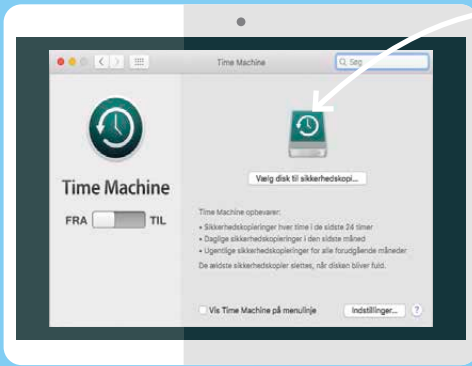 Time Machine
Søg
Time Machine
FRA TIL
Vælg disk til sikkerhedskopi...
Time Machine opbevarer:
• Sikkerhedskopieringer hver time i de sidste 24 timer
• Daglige sikkerhedskopieringer i den sidste måned
• Ugentlige sikkerhedskopieringer for alle forudgående måneder
De ældste sikkerhedskopier slettes, når disken bliver fuld.
Vis Time Machine på menulinje
Indstillinger...
?